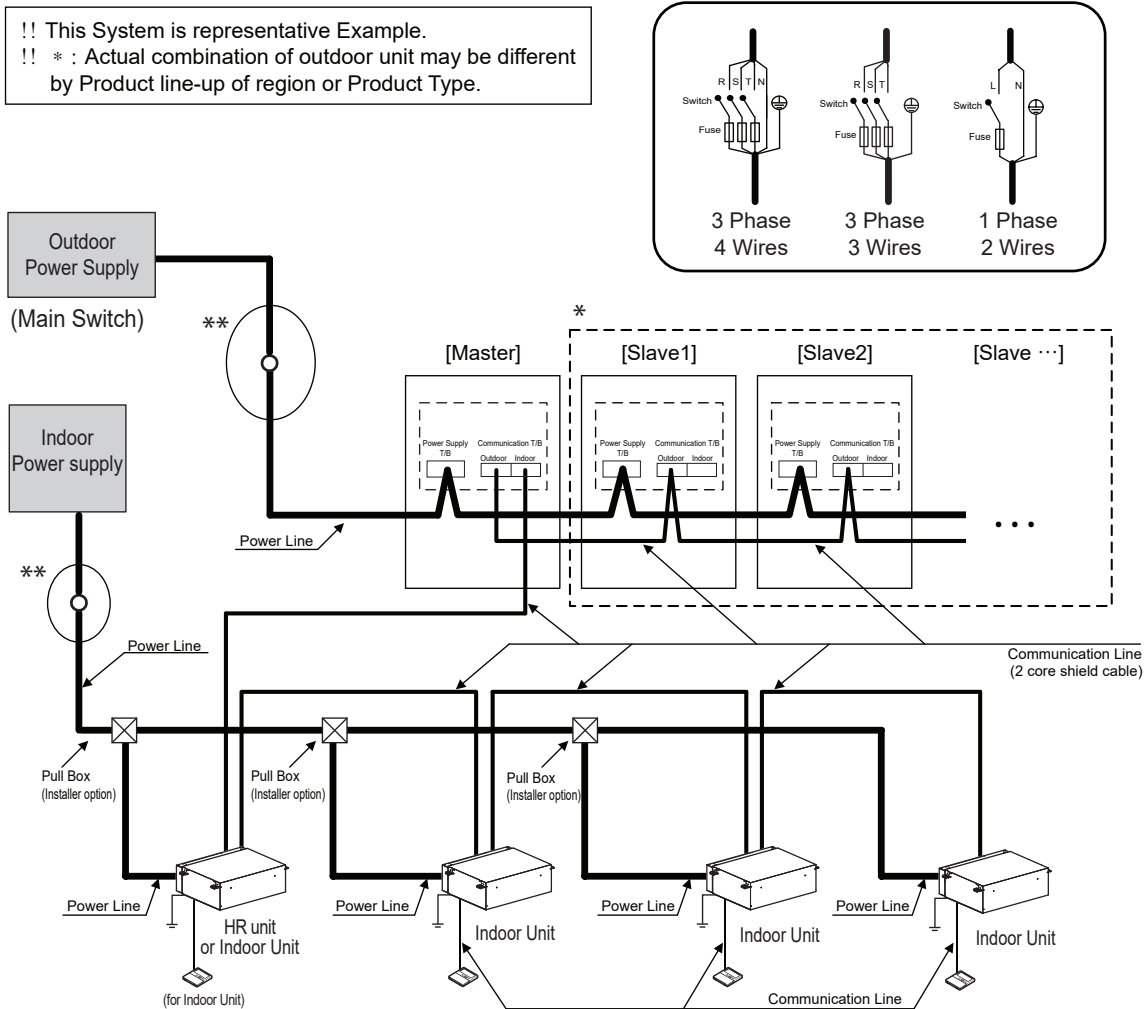 !! This System is representative Example.
!! * : Actual combination of outdoor unit may be different
by Product line-up of region or Product Type.
R S T N
Switch
Fuse
3 Phase
4 Wires
R S T
Switch
Fuse
3 Phase
3 Wires
L N
Switch
Fuse
1 Phase
2 Wires
Outdoor
Power Supply
(Main Switch)
**
*
[Master]
[Slave1]
[Slave2]
[Slave ···]
Power Supply
T/B
Communication T/B
Outdoor Indoor
Power Supply
T/B
Communication T/B
Outdoor Indoor
Power Supply
T/B
Communication T/B
Outdoor Indoor
Indoor
Power supply
Power Line
• • •
**
Power Line
Communication Line
(2 core shield cable)
Pull Box
(Installer option)
Pull Box
(Installer option)
Pull Box
(Installer option)
Power Line
Power Line
Power Line
Power Line
HR unit
or Indoor Unit
Indoor Unit
Indoor Unit
Indoor Unit
(for Indoor Unit)
Communication Line